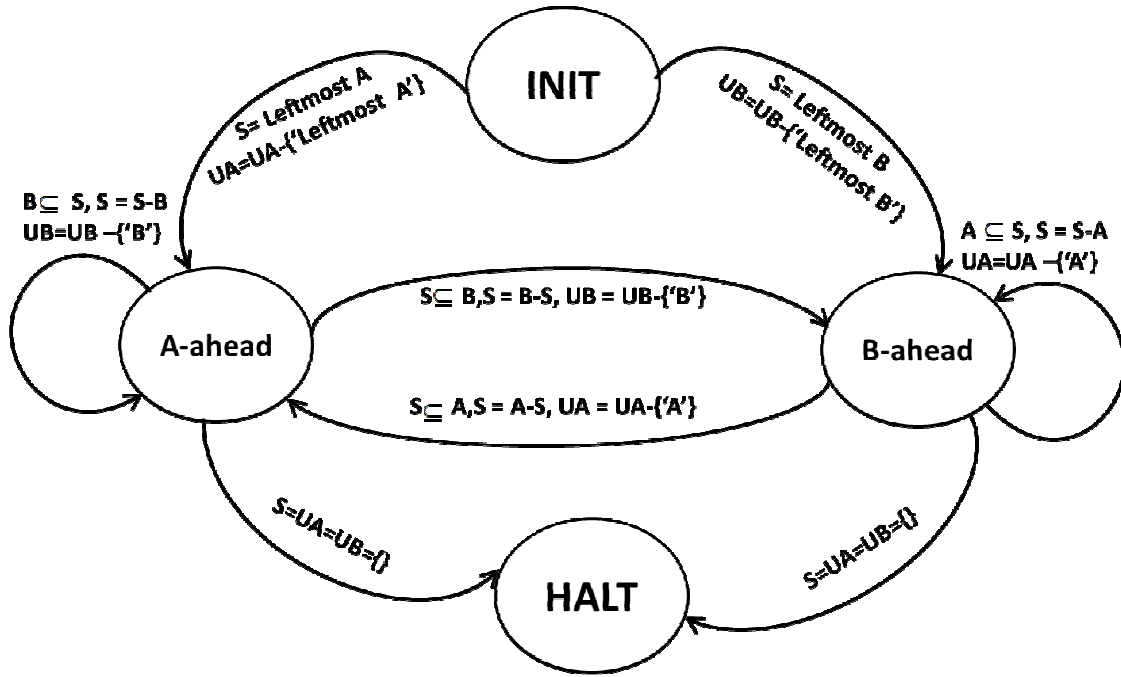 INIT
S= Leftmost A
UA=UA-{‘Leftmost A’}
S= Leftmost B
UB=UB-{‘Leftmost B’}
B⊆ S, S = S-B
UB=UB –{‘B’}
A ⊆ S, S = S-A
UA=UA –{‘A’}
A-ahead
S⊆ B,S = B-S, UB = UB-{‘B’}
B-ahead
S⊆ A,S = A-S, UA = UA-{‘A’}
S=UA=UB={}
S=UA=UB={}
HALT